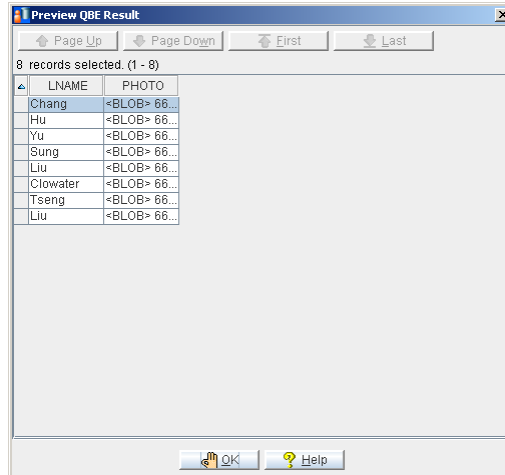 Preview QBE Result
Page Up Page Down First Last
8 records selected. (1 - 8)
LNAME PHOTO
Chang <BLOB> 66...
Hu <BLOB> 66...
Yu <BLOB> 66...
Sung <BLOB> 66...
Liu <BLOB> 66...
Clowater <BLOB> 66...
Tseng <BLOB> 66...
Liu <BLOB> 66...
OK Help